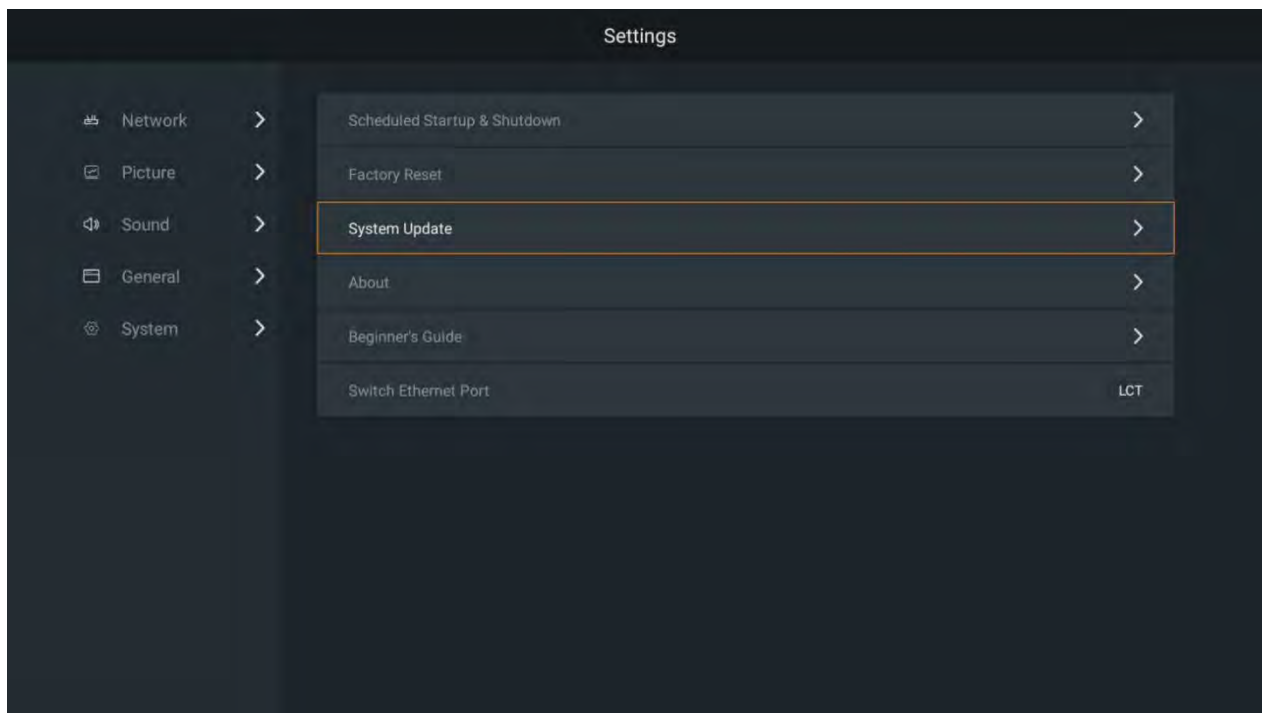 Settings
Network
Picture
Sound
General
System
Scheduled Startup & Shutdown
Factory Reset
System Update
About
Beginner's Guide
Switch Ethernet Port LCT